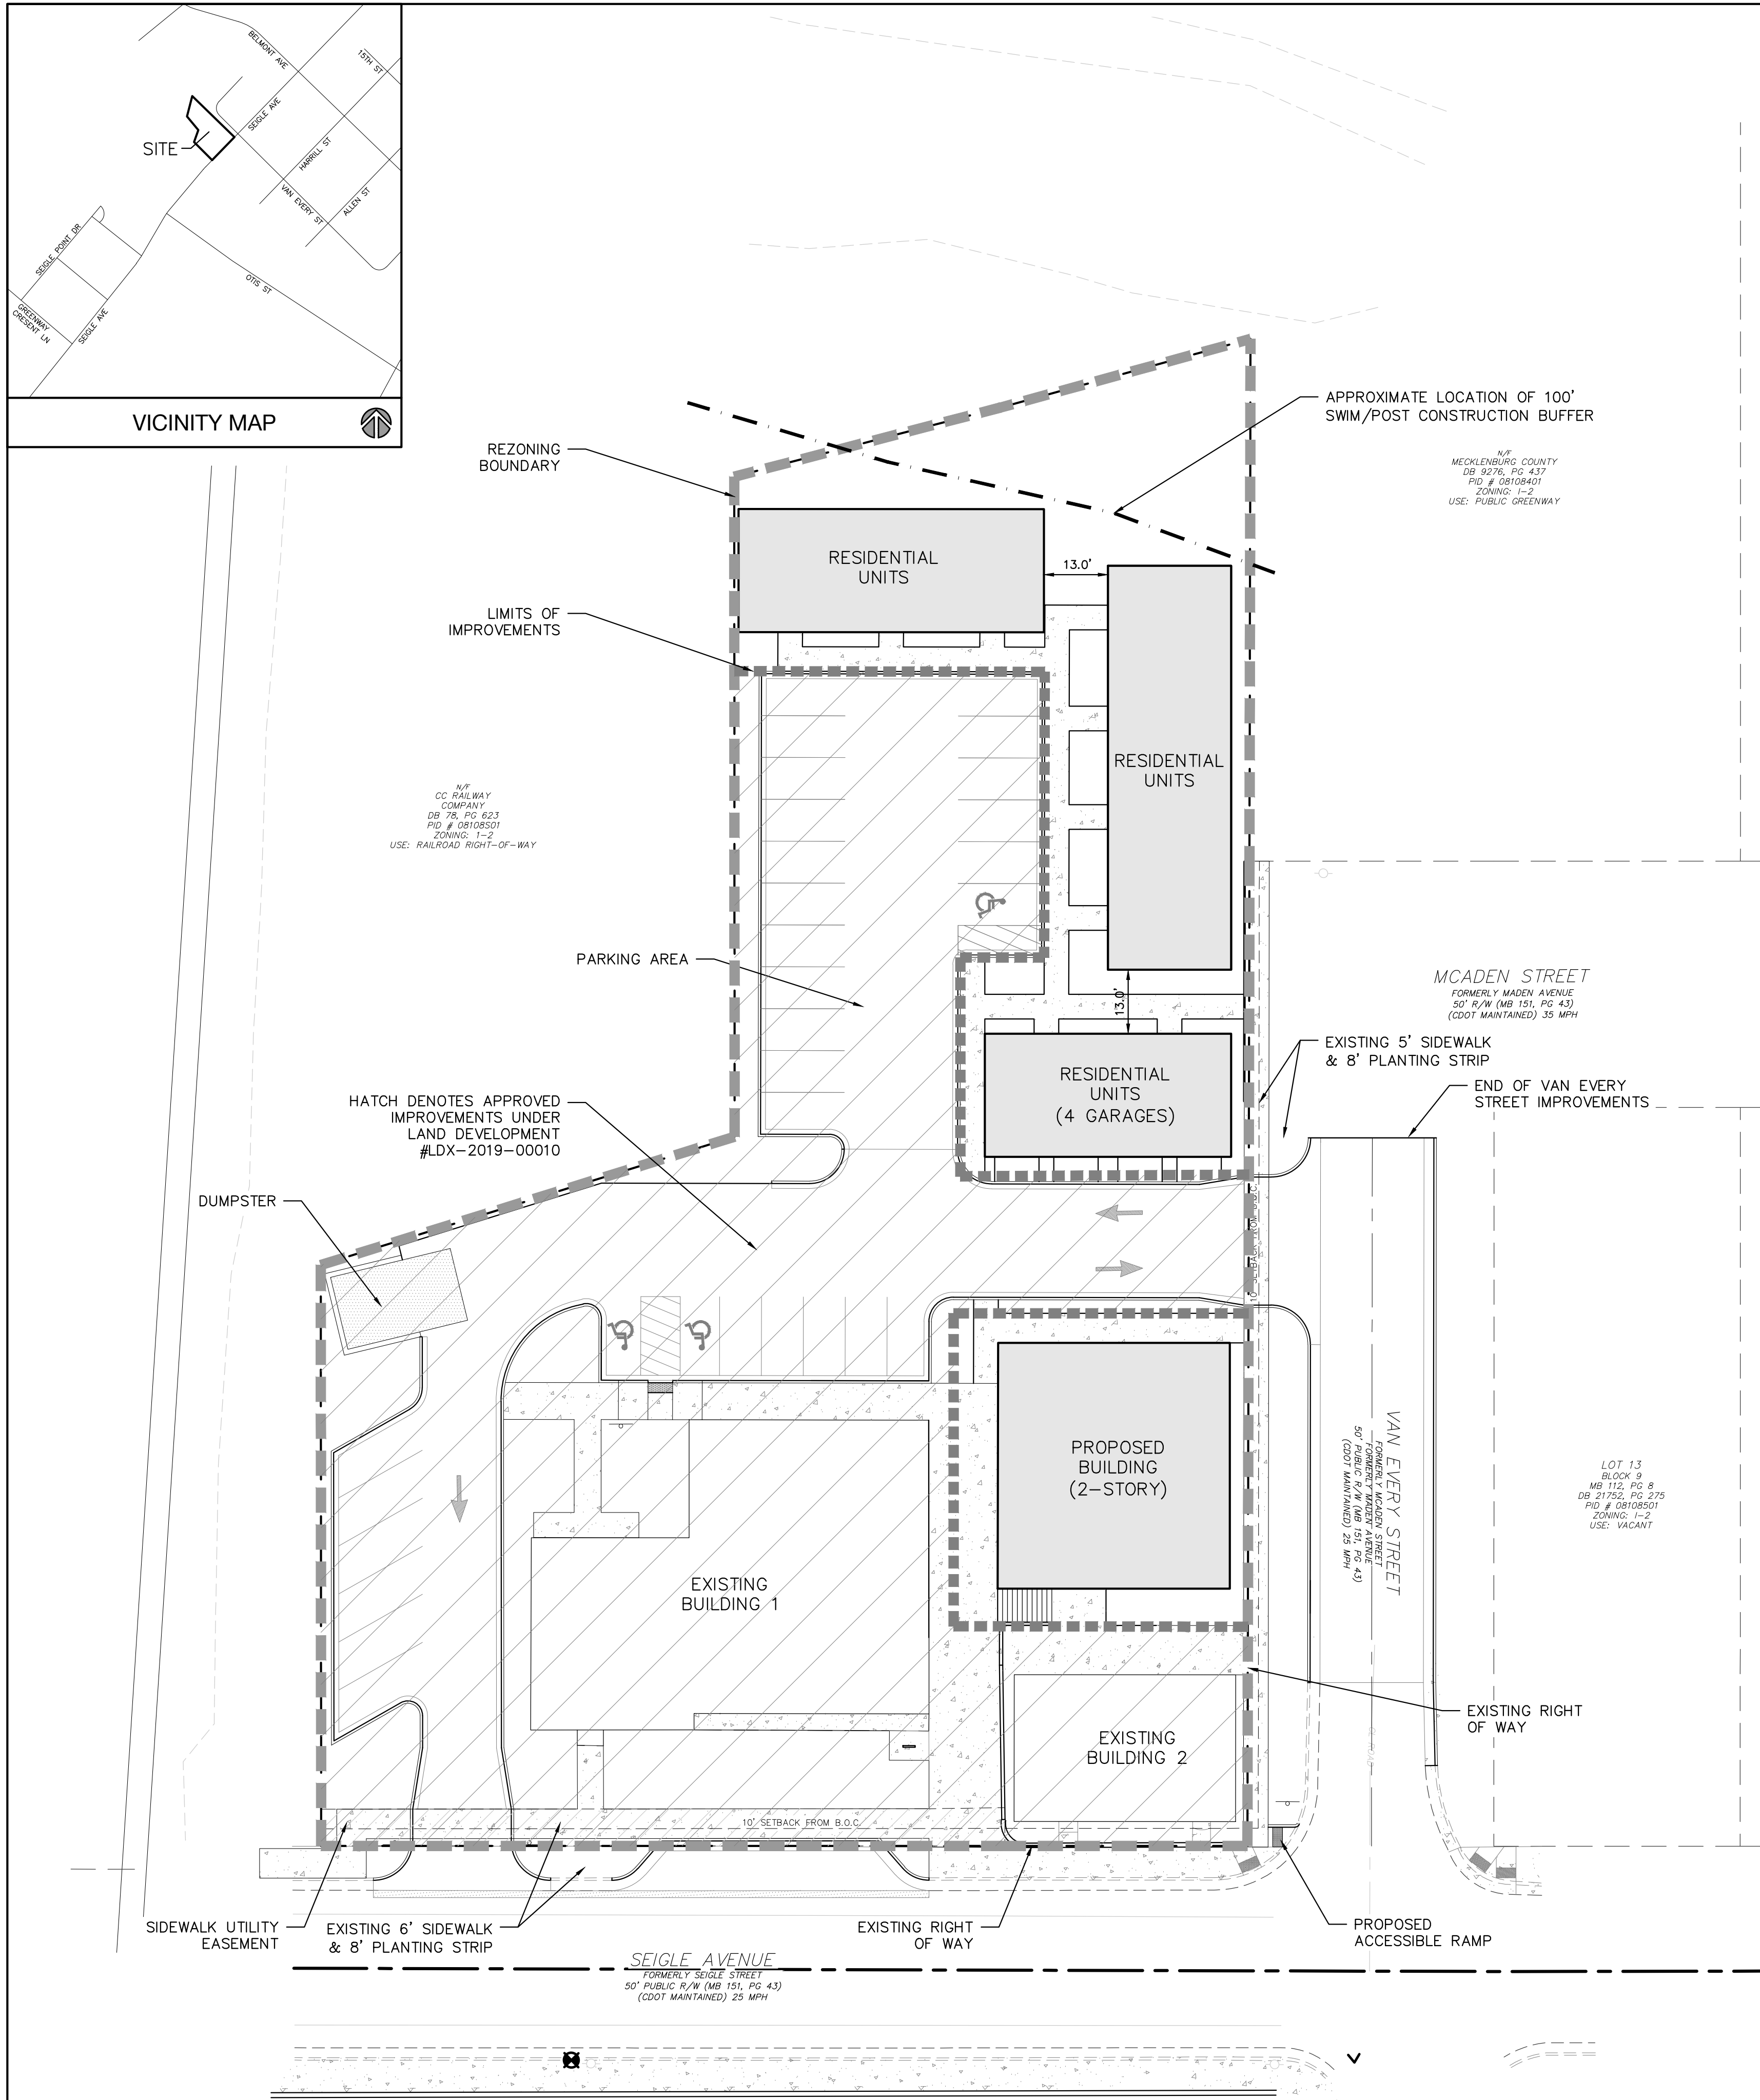 BELMONT AVE
15TH ST
SEIGLE AVE
SITE
HARRILL ST
VAN EVERY ST
ALLEN ST
SEIGLE POINT DR
OTIS ST
GREENWAY
CRESENT LN
SEIGLE AVE
VICINITY MAP
APPROXIMATE LOCATION OF 100'
SWIM/POST CONSTRUCTION BUFFER
REZONING
BOUNDARY
N/F
MECKLENBURG COUNTY
DB 9276, PG 437
PID # 08108401
ZONING: I-2
USE: PUBLIC GREENWAY
RESIDENTIAL
UNITS
13.0'
LIMITS OF
IMPROVEMENTS
RESIDENTIAL
UNITS
N/F
CC RAILWAY
COMPANY
DB 78, PG 623
PID # 08108S01
ZONING: 1-2
USE: RAILROAD RIGHT-OF-WAY
PARKING AREA
13.0'
MCADEN STREET
FORMERLY MADEN AVENUE
50' R/W (MB 151, PG 43)
(CDOT MAINTAINED) 35 MPH
EXISTING 5' SIDEWALK
& 8' PLANTING STRIP
RESIDENTIAL
UNITS
(4 GARAGES)
END OF VAN EVERY
STREET IMPROVEMENTS
HATCH DENOTES APPROVED
IMPROVEMENTS UNDER
LAND DEVELOPMENT
#LDX-2019-00010
DUMPSTER
10' SETBACK FROM B.O.C.
PROPOSED
BUILDING
(2-STORY)
VAN EVERY STREET
FORMERLY MCADEN STREET
FORMERLY MADEN AVENUE
50' PUBLIC R/W (MB 151, PG 43)
(CDOT MAINTAINED) 25 MPH
LOT 13
BLOCK 9
MB 112, PG 8
DB 21752, PG 275
PID # 08108501
ZONING: I-2
USE: VACANT
EXISTING
BUILDING 1
EXISTING RIGHT
OF WAY
EXISTING
BUILDING 2
10' SETBACK FROM B.O.C.
SIDEWALK UTILITY
EASEMENT
EXISTING 6' SIDEWALK
& 8' PLANTING STRIP
EXISTING RIGHT
OF WAY
PROPOSED
ACCESSIBLE RAMP
SEIGLE AVENUE
FORMERLY SEIGLE STREET
50' PUBLIC R/W (MB 151, PG 43)
(CDOT MAINTAINED) 25 MPH